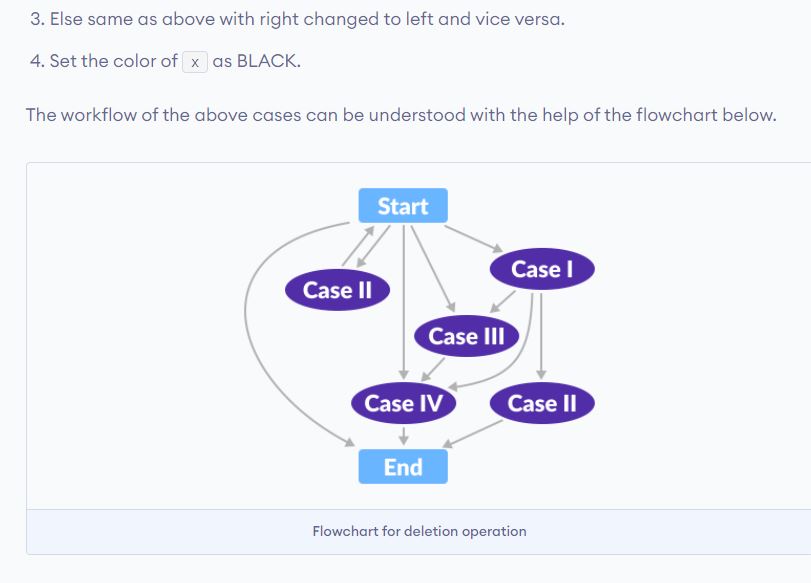 3. Else same as above with right changed to left and vice versa.
4. Set the color of x as BLACK.
The workflow of the above cases can be understood with the help of the flowchart below.
Start
Case I
Case II
Case III
Case IV
Case II
End
Flowchart for deletion operation